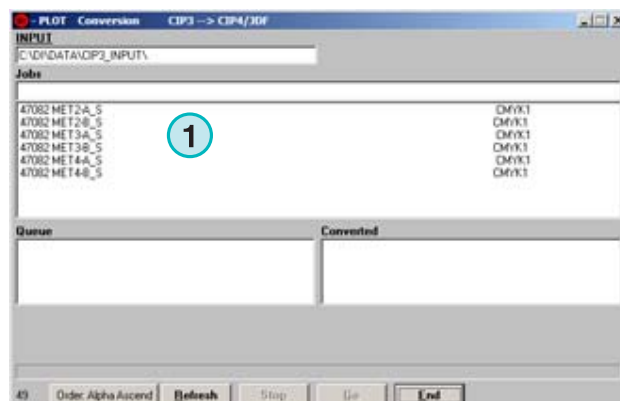 - PLOT Conversion CIP3 --> CIP4/JDF
INPUT
C:\DI\DATA\CIP3_INPUT\
Jobs
47082 MET2-A_S CMYK1
47082 MET2-B_S CMYK1
47082 MET3-A_S CMYK1
47082 MET3-B_S CMYK1
47082 MET4-A_S CMYK1
47082 MET4-B_S CMYK1
1
Queue Converted
49 Order: Alpha Ascend Refresh Stop Go End